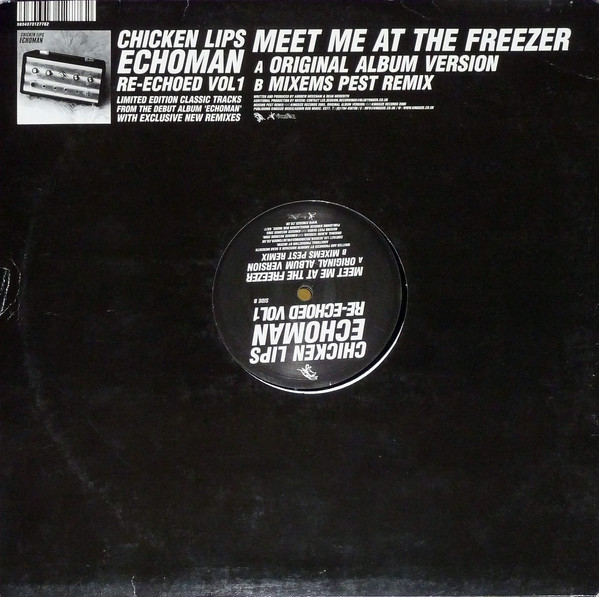 CHICKEN LIPS
ECHOMAN
CHICKEN LIPS
ECHOMAN
RE-ECHOED VOL1
LIMITED EDITION CLASSIC TRACKS
FROM THE DEBUT ALBUM 'ECHOMAN'
WITH EXCLUSIVE NEW REMIXES
MEET ME AT THE FREEZER
A ORIGINAL ALBUM VERSION
B MIXEMS PEST REMIX
CHICKEN LIPS
ECHOMAN
RE-ECHOED VOL1
SIDE B
MEET ME AT THE FREEZER
A ORIGINAL ALBUM VERSION
B MIXEMS PEST REMIX